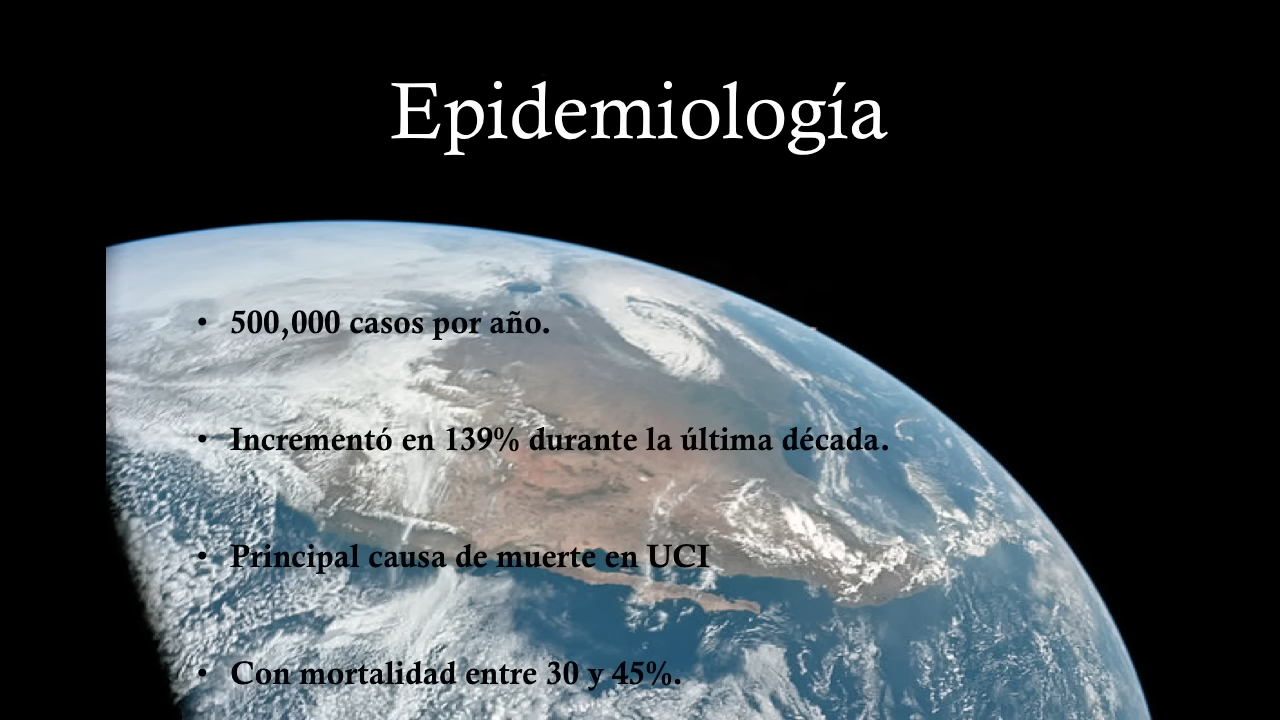 Epidemiología
• 500,000 casos por año.
• Incrementó en 139% durante la última década.
• Principal causa de muerte en UCI
• Con mortalidad entre 30 y 45%.